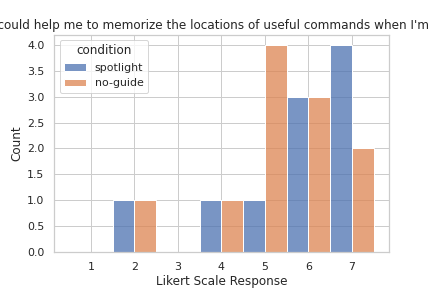 could help me to memorize the locations of useful commands when I'm
condition
spotlight
no-guide
4.0
3.5
3.0
2.5
2.0
1.5
1.0
0.5
0.0
Count
1 2 3 4 5 6 7
Likert Scale Response